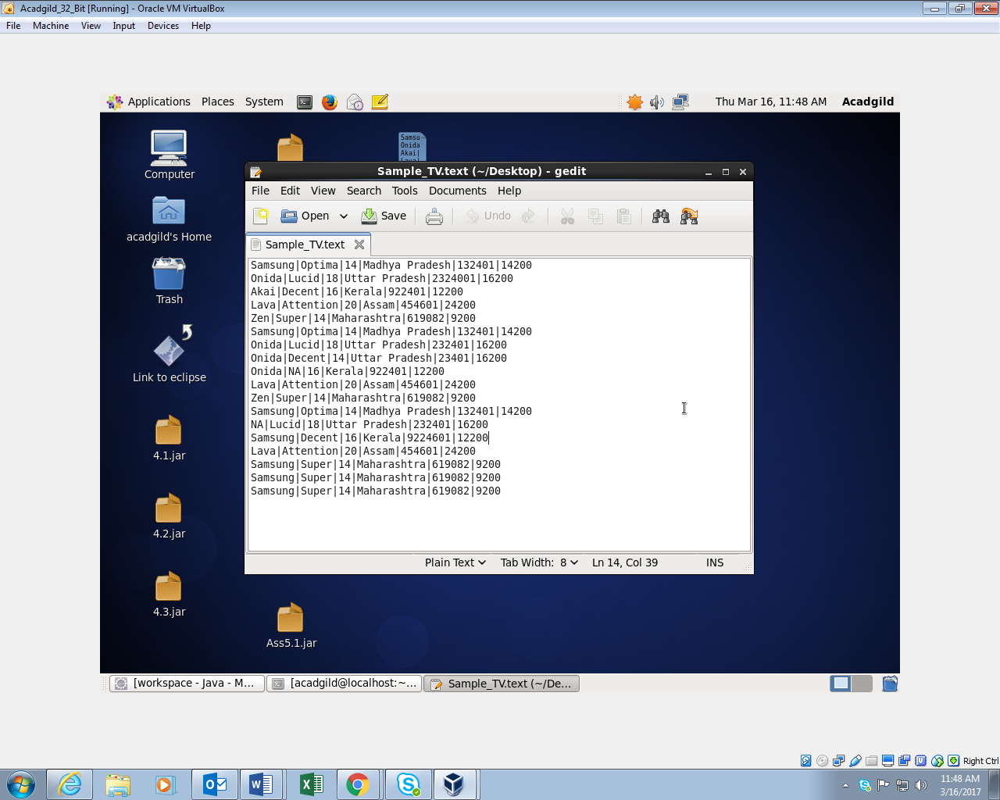 Acadgild_32_Bit [Running] - Oracle VM VirtualBox
File Machine View Input Devices Help
Applications Places System Thu Mar 16, 11:48 AM Acadgild
Computer
acadgild's Home
Trash
Link to eclipse
4.1.jar
4.2.jar
4.3.jar
Samsu
Onida
Akai|
Sample_TV.text (~/Desktop) - gedit
File Edit View Search Tools Documents Help
Open Save Undo
Sample_TV.text
Samsung|Optima|14|Madhya Pradesh|132401|14200
Onida|Lucid|18|Uttar Pradesh|2324001|16200
Akai|Decent|16|Kerala|922401|12200
Lava|Attention|20|Assam|454601|24200
Zen|Super|14|Maharashtra|619082|9200
Samsung|Optima|14|Madhya Pradesh|132401|14200
Onida|Lucid|18|Uttar Pradesh|232401|16200
Onida|Decent|14|Uttar Pradesh|23401|16200
Onida|NA|16|Kerala|922401|12200
Lava|Attention|20|Assam|454601|24200
Zen|Super|14|Maharashtra|619082|9200
Samsung|Optima|14|Madhya Pradesh|132401|14200
NA|Lucid|18|Uttar Pradesh|232401|16200
Samsung|Decent|16|Kerala|9224601|12200
Lava|Attention|20|Assam|454601|24200
Samsung|Super|14|Maharashtra|619082|9200
Samsung|Super|14|Maharashtra|619082|9200
Samsung|Super|14|Maharashtra|619082|9200
Plain Text Tab Width: 8 Ln 14, Col 39 INS
Ass5.1.jar
[workspace - Java - M... [acadgild@localhost:~... Sample_TV.text (~/De...
Right Ctrl
11:48 AM
3/16/2017